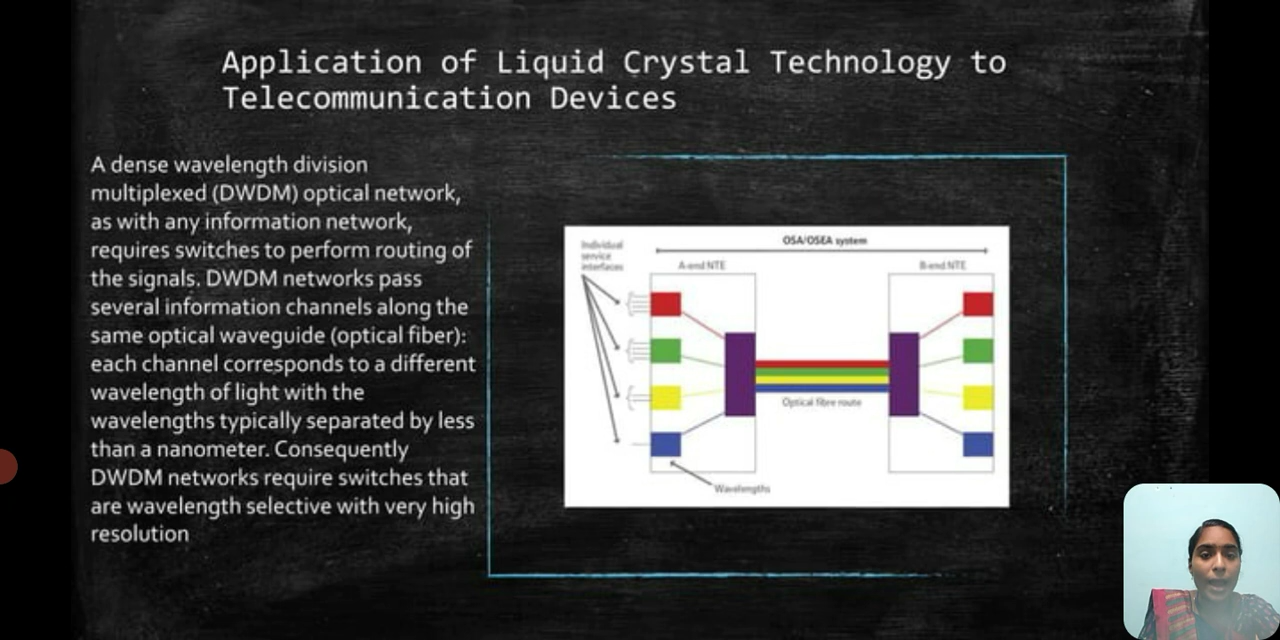 Application of Liquid Crystal Technology to
Telecommunication Devices
A dense wavelength division
multiplexed (DWDM) optical network,
as with any information network,
requires switches to perform routing of
the signals. DWDM networks pass
several information channels along the
same optical waveguide (optical fiber):
each channel corresponds to a different
wavelength of light with the
wavelengths typically separated by less
than a nanometer. Consequently
DWDM networks require switches that
are wavelength selective with very high
resolution
Individual
service
interfaces
OSA/OSEA system
A-end NTE
B-end NTE
Optical fibre route
Wavelengths